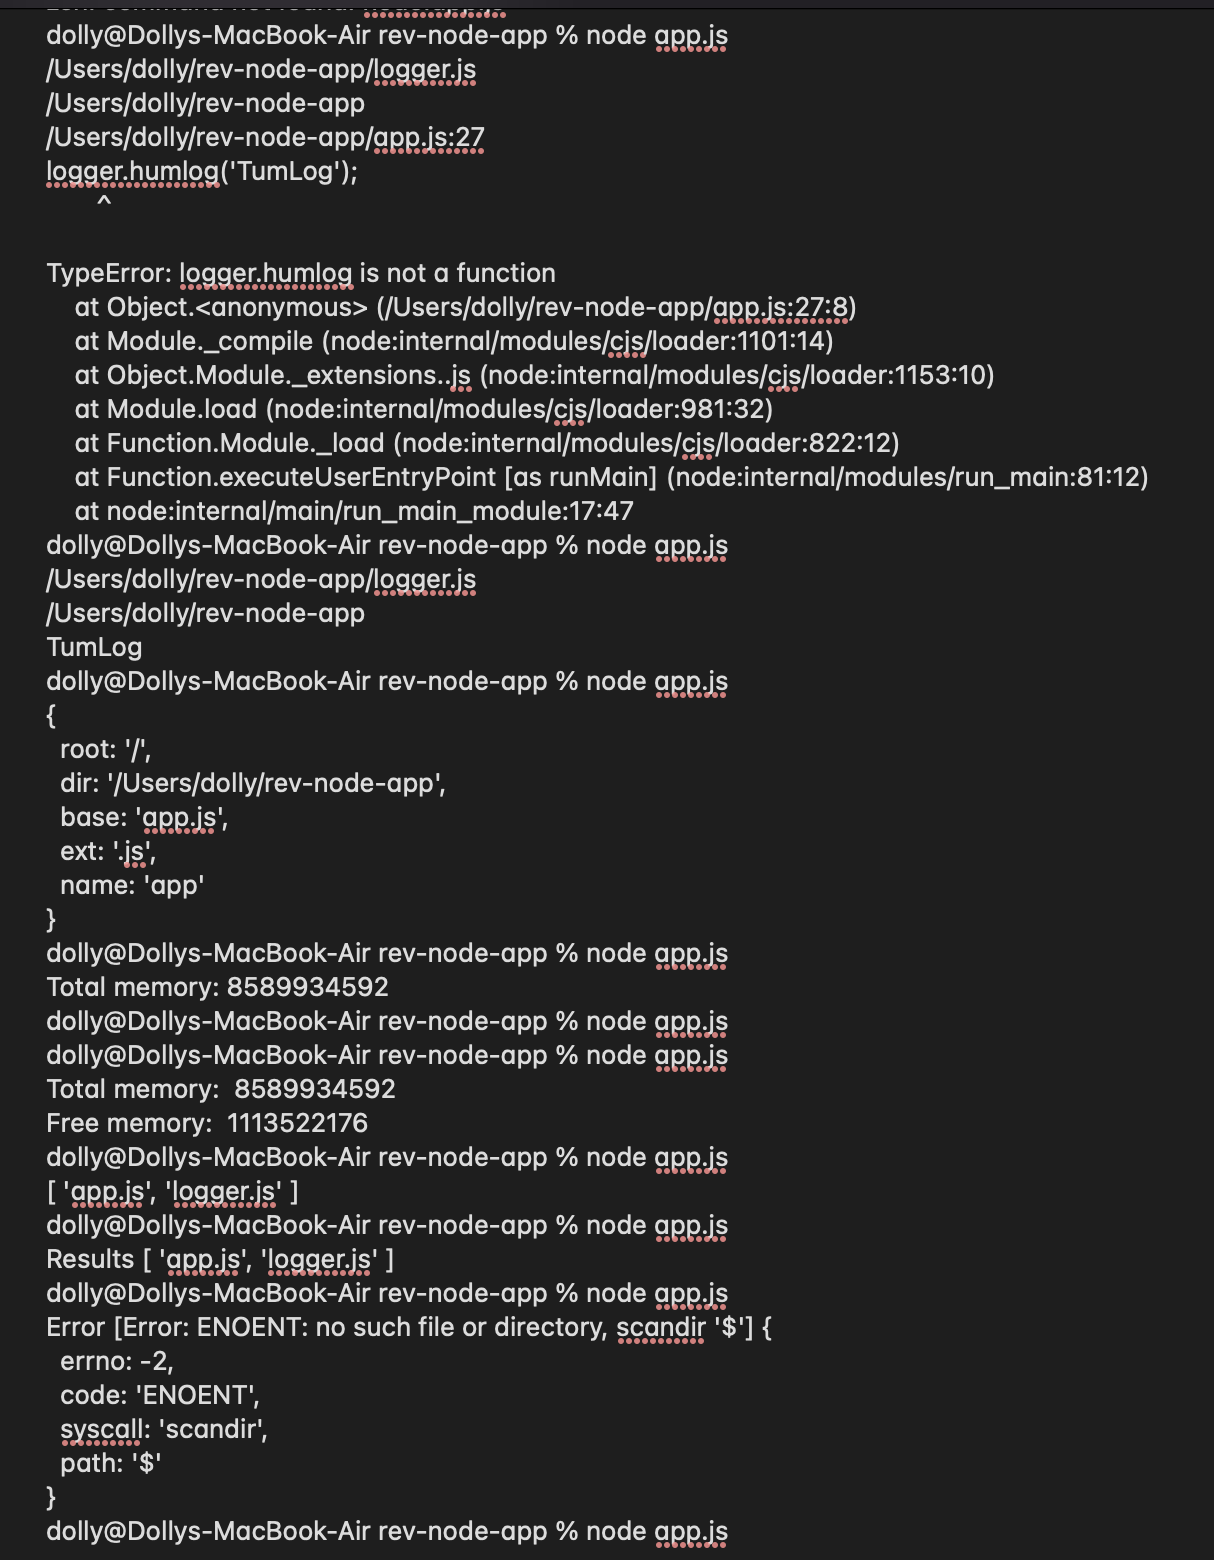 dolly@Dollys-MacBook-Air rev-node-app % node app.js
/Users/dolly/rev-node-app/logger.js
/Users/dolly/rev-node-app
/Users/dolly/rev-node-app/app.js:27
logger.humlog('TumLog');
^
TypeError: logger.humlog is not a function
at Object.<anonymous> (/Users/dolly/rev-node-app/app.js:27:8)
at Module._compile (node:internal/modules/cjs/loader:1101:14)
at Object.Module._extensions..js (node:internal/modules/cjs/loader:1153:10)
at Module.load (node:internal/modules/cjs/loader:981:32)
at Function.Module._load (node:internal/modules/cjs/loader:822:12)
at Function.executeUserEntryPoint [as runMain] (node:internal/modules/run_main:81:12)
at node:internal/main/run_main_module:17:47
dolly@Dollys-MacBook-Air rev-node-app % node app.js
/Users/dolly/rev-node-app/logger.js
/Users/dolly/rev-node-app
TumLog
dolly@Dollys-MacBook-Air rev-node-app % node app.js
{
root: '/',
dir: '/Users/dolly/rev-node-app',
base: 'app.js',
ext: '.js',
name: 'app'
}
dolly@Dollys-MacBook-Air rev-node-app % node app.js
Total memory: 8589934592
dolly@Dollys-MacBook-Air rev-node-app % node app.js
dolly@Dollys-MacBook-Air rev-node-app % node app.js
Total memory:  8589934592
Free memory:  1113522176
dolly@Dollys-MacBook-Air rev-node-app % node app.js
[ 'app.js', 'logger.js' ]
dolly@Dollys-MacBook-Air rev-node-app % node app.js
Results [ 'app.js', 'logger.js' ]
dolly@Dollys-MacBook-Air rev-node-app % node app.js
Error [Error: ENOENT: no such file or directory, scandir '$'] {
errno: -2,
code: 'ENOENT',
syscall: 'scandir',
path: '$'
}
dolly@Dollys-MacBook-Air rev-node-app % node app.js